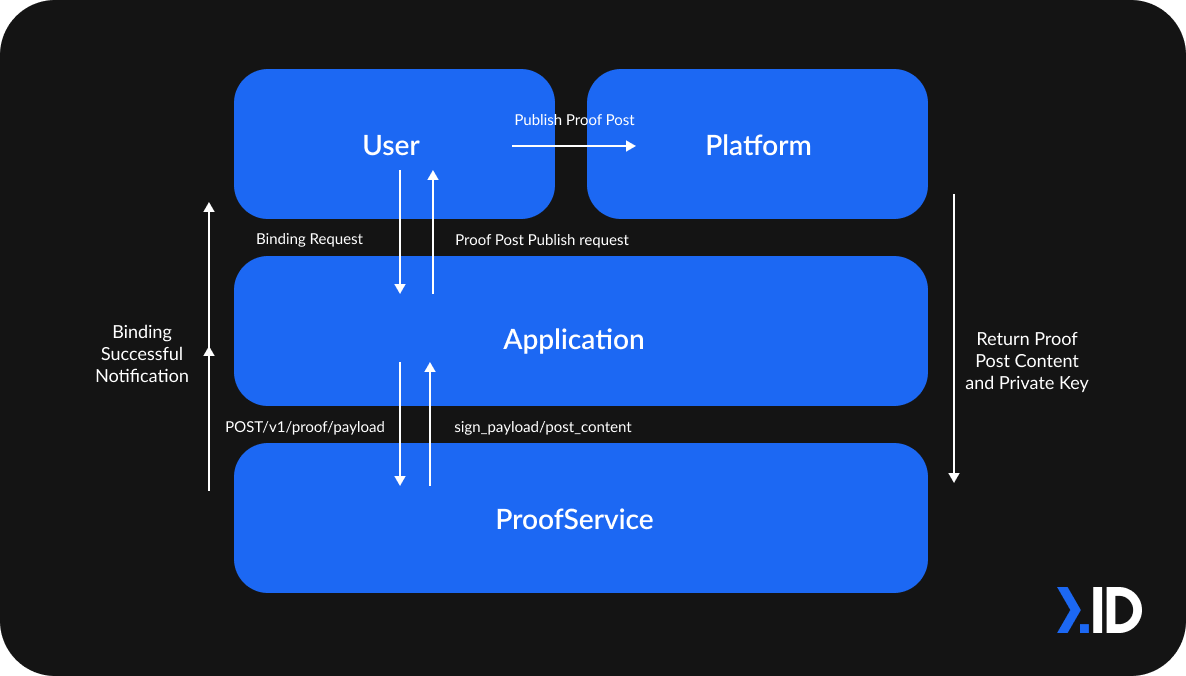 Publish Proof Post
User
Platform
Binding Request
Proof Post Publish request
Application
Binding
Successful
Notification
Return Proof
Post Content
and Private Key
POST/v1/proof/payload
sign_payload/post_content
ProofService
.ID